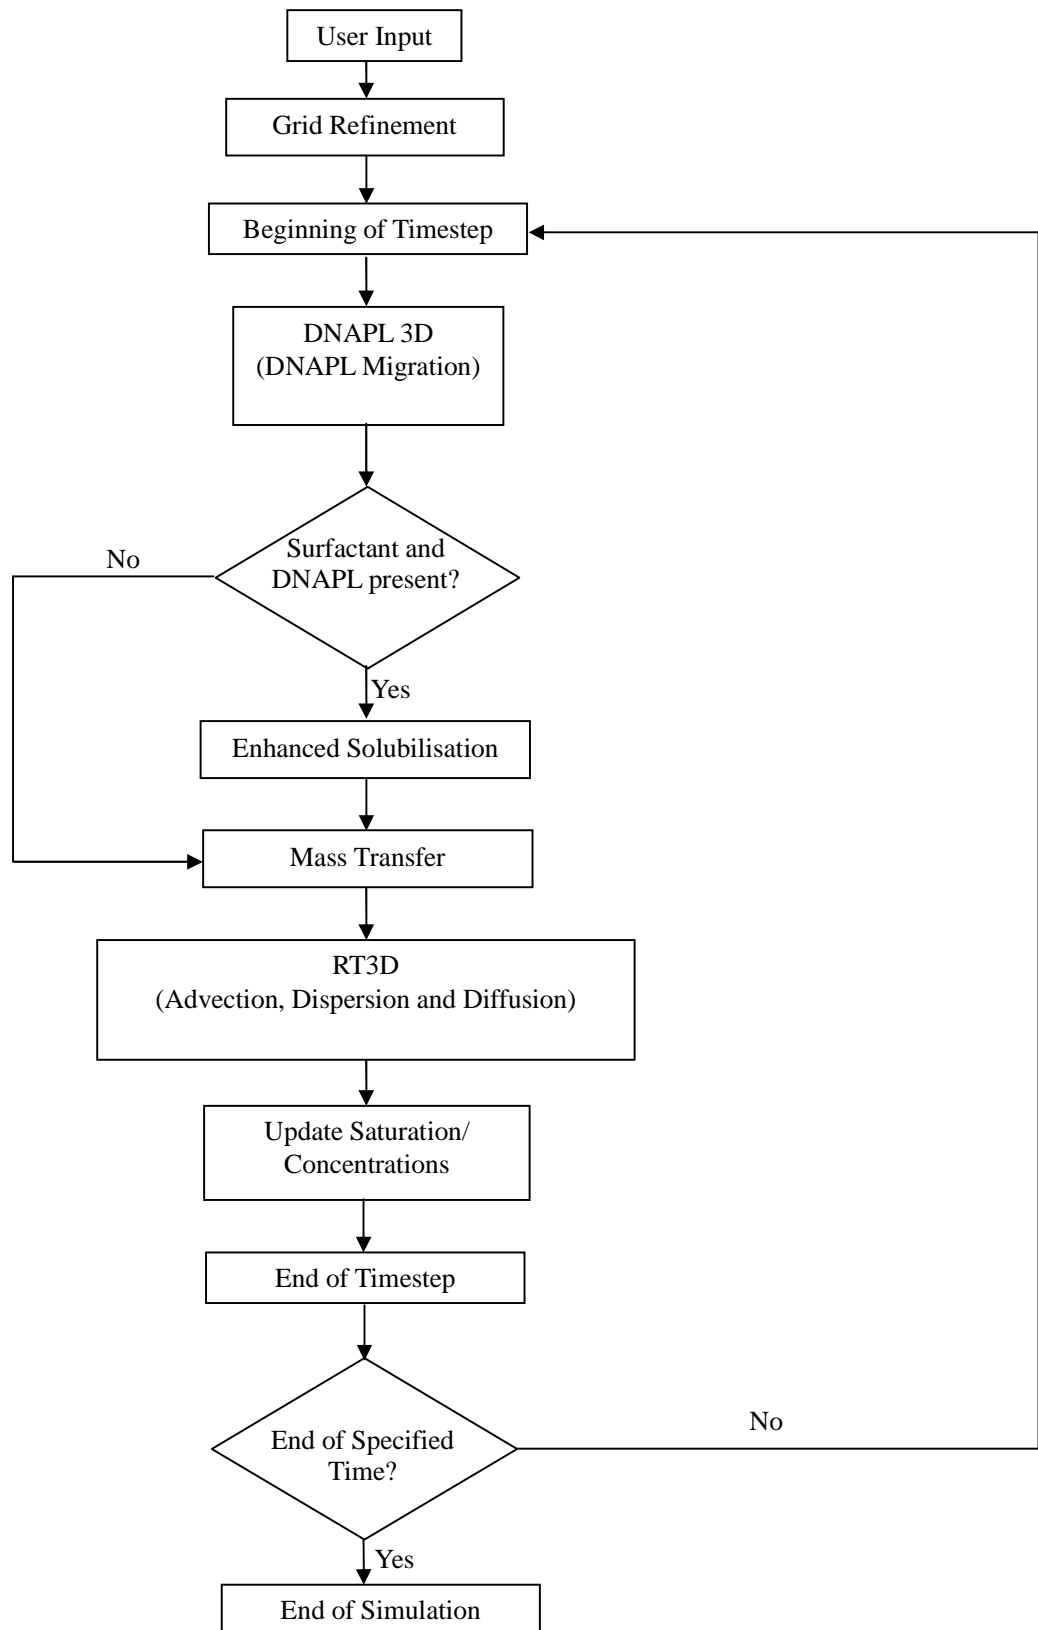 User Input
Grid Refinement
Beginning of Timestep
DNAPL 3D
(DNAPL Migration)
Surfactant and
DNAPL present?
No
Yes
Enhanced Solubilisation
Mass Transfer
RT3D
(Advection, Dispersion and Diffusion)
Update Saturation/
Concentrations
End of Timestep
End of Specified
Time?
No
Yes
End of Simulation